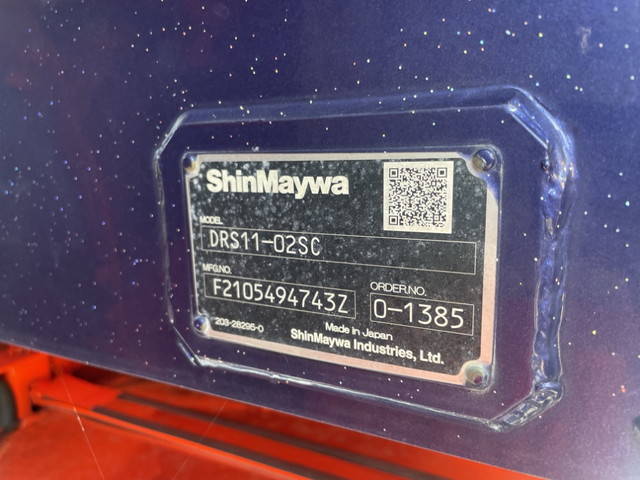 ShinMaywa
MODEL
DRS11-02SC
MFG.NO.
F2105494743Z
ORDER.NO.
0-1385
203-28295-0
Made in Japan
ShinMaywa Industries, Ltd.